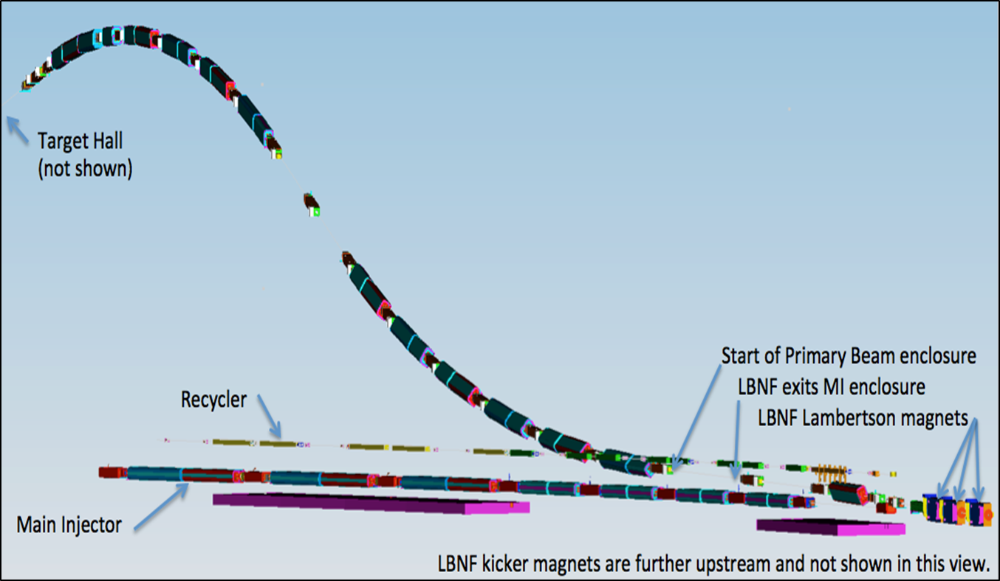 Target Hall
(not shown)
Start of Primary Beam enclosure
LBNF exits MI enclosure
LBNF Lambertson magnets
Recycler
Main Injector
LBNF kicker magnets are further upstream and not shown in this view.